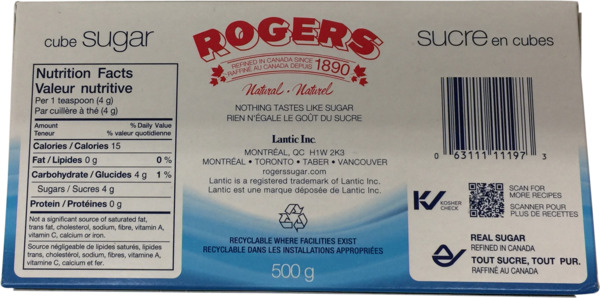 cube sugar
Nutrition Facts
Valeur nutritive
Per 1 teaspoon (4 g)
Par cuillère à thé (4 g)
Amount % Daily Value
Teneur % valeur quotidienne
Calories / Calories 15
Fat / Lipides 0 g 0 %
Carbohydrate / Glucides 4 g 1 %
Sugars / Sucres 4 g
Protein / Protéines 0 g
Not a significant source of saturated fat,
trans fat, cholesterol, sodium, fibre, vitamin A,
vitamin C, calcium or iron.
Source négligeable de lipides saturés, lipides
trans, cholestérol, sodium, fibres, vitamine A,
vitamine C, calcium et fer.
ROGERS
REFINED IN CANADA SINCE
RAFFINÉ AU CANADA DEPUIS
1890
Natural • Naturel
NOTHING TASTES LIKE SUGAR
RIEN N'ÉGALE LE GOÛT DU SUCRE
Lantic Inc.
MONTRÉAL, QC H1W 2K3
MONTRÉAL • TORONTO • TABER • VANCOUVER
rogerssugar.com
Lantic is a registered trademark of Lantic Inc.
Lantic est une marque déposée de Lantic Inc.
RECYCLABLE WHERE FACILITIES EXIST
RECYCLABLE DANS LES INSTALLATIONS APPROPRIÉES
500 g
sucre en cubes
0 63111 11197 3
KOSHER
CHECK
SCAN FOR
MORE RECIPES
SCANNER POUR
PLUS DE RECETTES
REAL SUGAR
REFINED IN CANADA
TOUT SUCRE, TOUT PUR.
RAFFINÉ AU CANADA